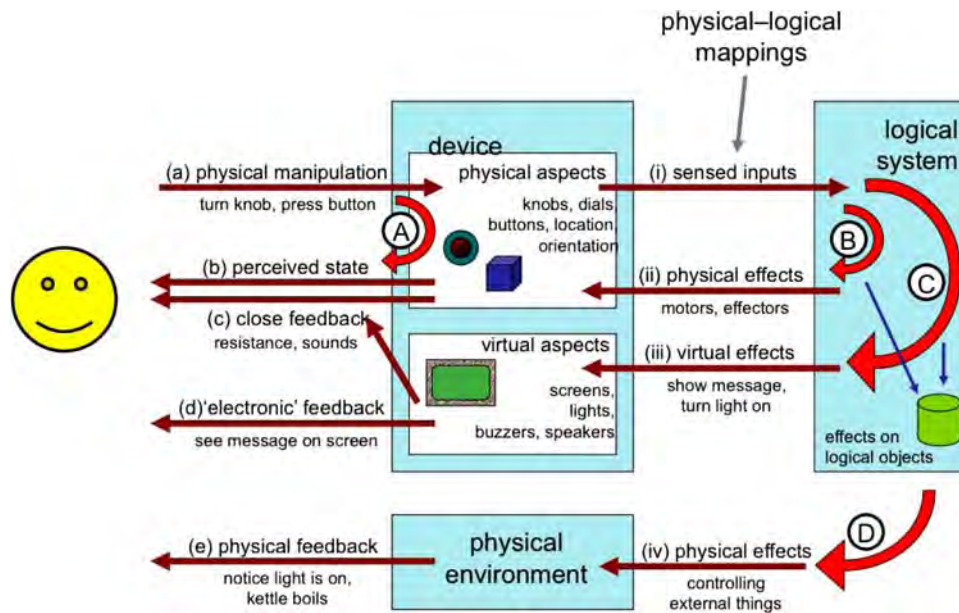 physical–logical
mappings
device
logical
system
(a) physical manipulation
turn knob, press button
physical aspects
knobs, dials,
buttons, location,
orientation
(i) sensed inputs
A
B
C
(b) perceived state
(ii) physical effects
motors, effectors
(c) close feedback
resistance, sounds
virtual aspects
screens,
lights,
buzzers, speakers
(iii) virtual effects
show message,
turn light on
(d)‘electronic’ feedback
see message on screen
effects on
logical objects
D
(e) physical feedback
notice light is on,
kettle boils
physical
environment
(iv) physical effects
controlling
external things